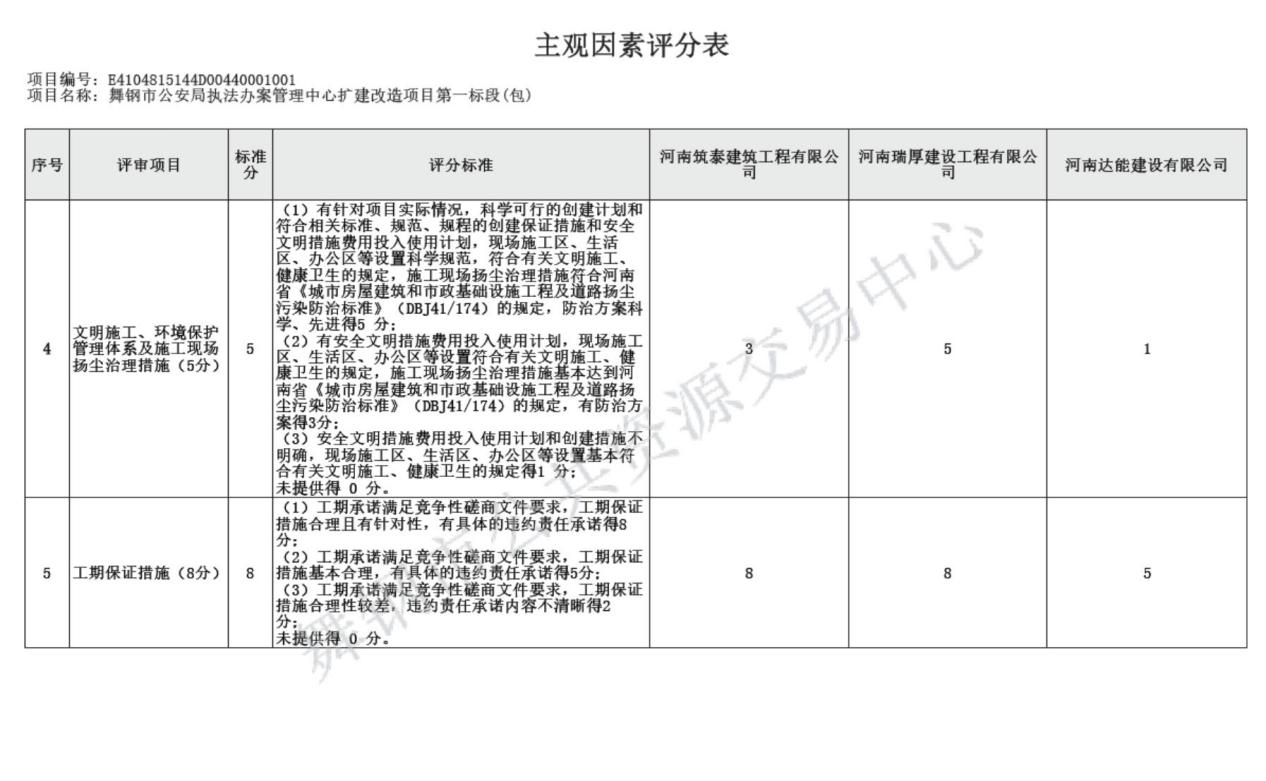 主观因素评分表
项目编号：E4104815144D00440001001
项目名称：舞钢市公安局执法办案管理中心扩建改造项目第一标段(包)
序号
评审项目
标准
分
评分标准
河南筑泰建筑工程有限公
司
河南瑞厚建设工程有限公
司
河南达能建设有限公司
4
文明施工、环境保护
管理体系及施工现场
扬尘治理措施（5分）
5
（1）有针对项目实际情况，科学可行的创建计划和
符合相关标准、规范、规程的创建保证措施和安全
文明措施费用投入使用计划，现场施工区、生活
区、办公区等设置科学规范，符合有关文明施工、
健康卫生的规定，施工现场扬尘治理措施符合河南
省《城市房屋建筑和市政基础设施工程及道路扬尘
污染防治标准》（DBJ41/174）的规定，防治方案科
学、先进得5 分；
（2）有安全文明措施费用投入使用计划，现场施工
区、生活区、办公区等设置符合有关文明施工、健
康卫生的规定，施工现场扬尘治理措施基本达到河
南省《城市房屋建筑和市政基础设施工程及道路扬
尘污染防治标准》（DBJ41/174）的规定，有防治方
案得3分；
（3）安全文明措施费用投入使用计划和创建措施不
明确，现场施工区、生活区、办公区等设置基本符
合有关文明施工、健康卫生的规定得1 分；
未提供得 0 分。
3
5
1
5
工期保证措施（8分）
8
（1）工期承诺满足竞争性磋商文件要求，工期保证
措施合理且有针对性，有具体的违约责任承诺得8
分；
（2）工期承诺满足竞争性磋商文件要求，工期保证
措施基本合理，有具体的违约责任承诺得5分；
（3）工期承诺满足竞争性磋商文件要求，工期保证
措施合理性较差，违约责任承诺内容不清晰得2
分；
未提供得 0 分。
8
8
5
舞钢市公共资源交易中心